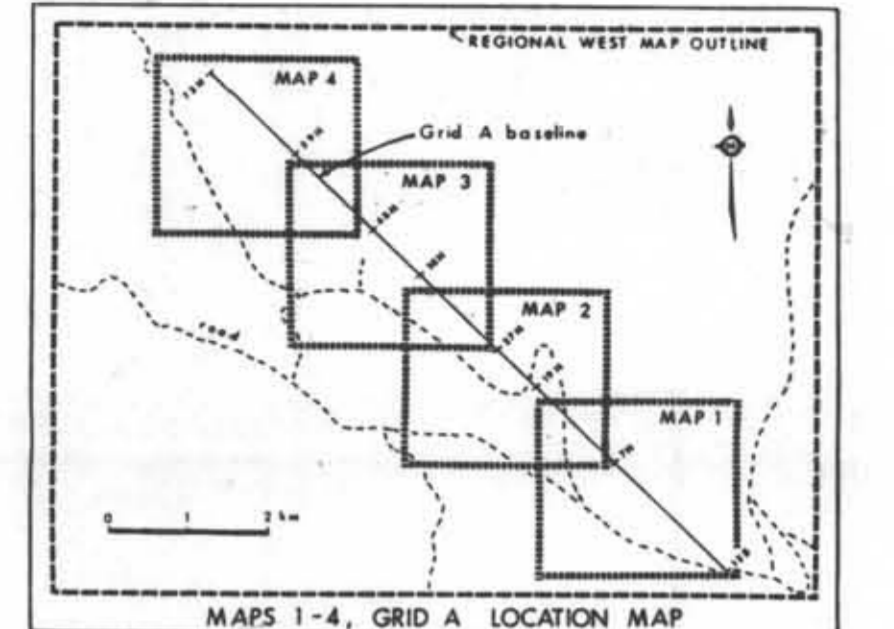 REGIONAL WEST MAP OUTLINE
MAP 4
Grid A baseline
MAP 3
MAP 2
road
MAP 1
0 1 2 km
MAPS 1-4, GRID A LOCATION MAP